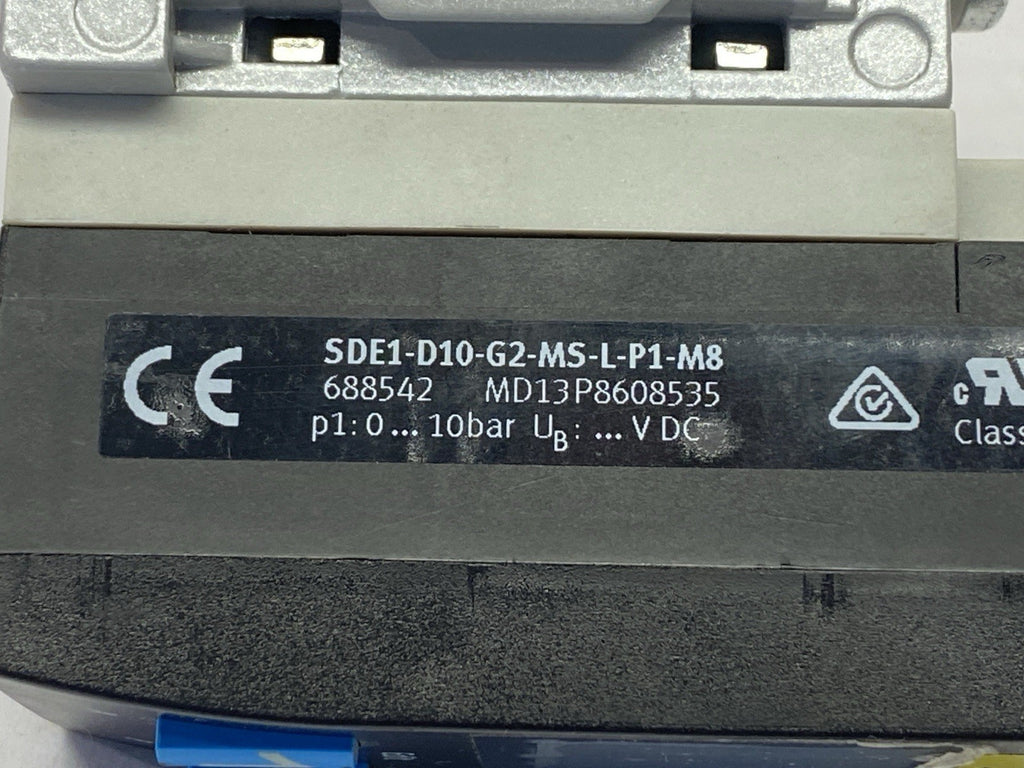 CE
SDE1-D10-G2-MS-L-P1-M8
688542 MD13P8608535
p1: 0 ... 10bar UB: ... V DC
c
Class